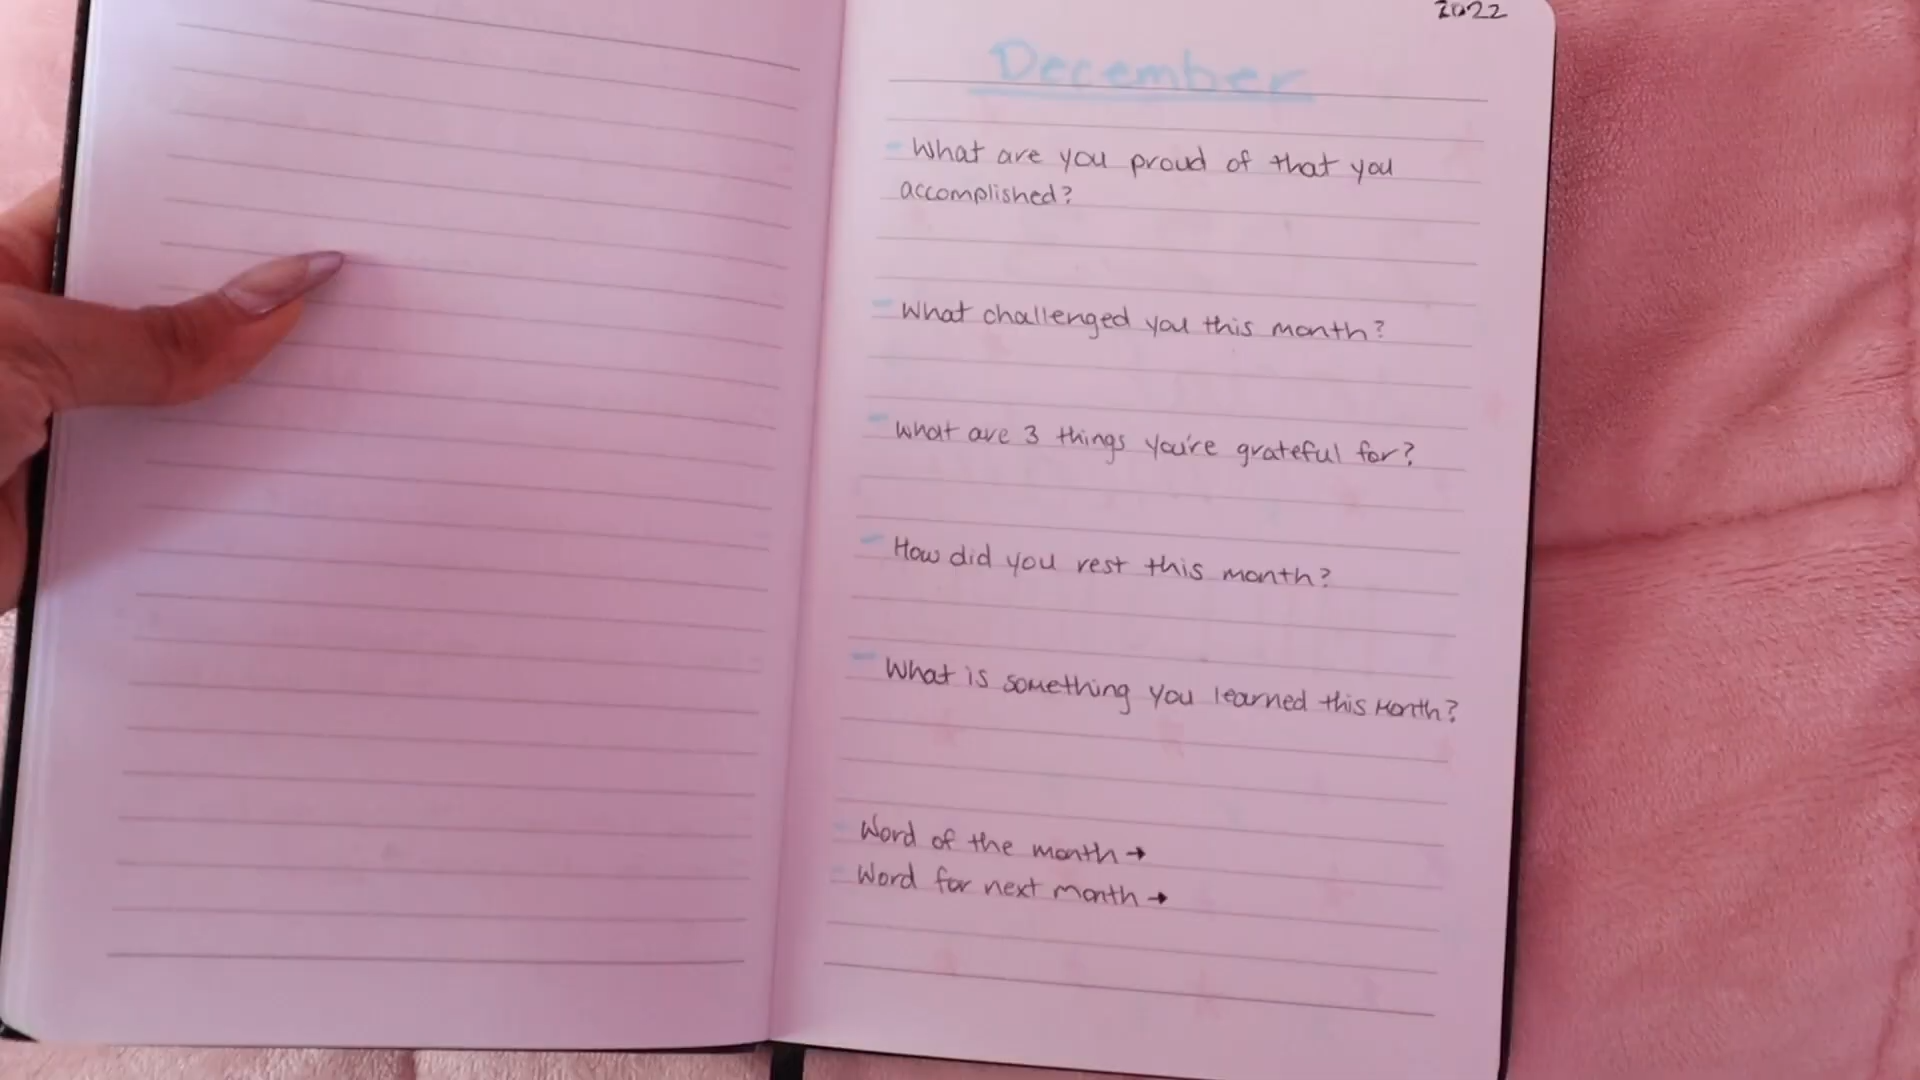 2022
December
- What are you proud of that you
accomplished?
- What challenged you this month?
- What are 3 things you're grateful for?
- How did you rest this month?
- What is something you learned this Month?
- Word of the month →
- Word for next month →